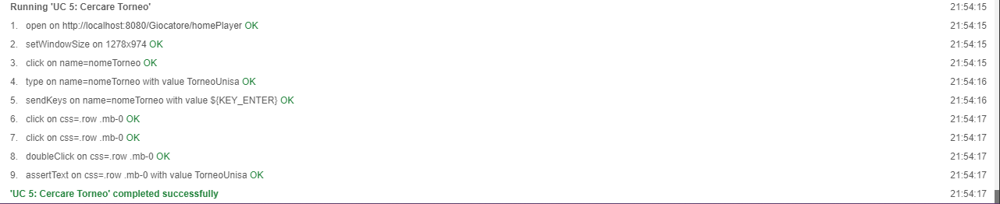 Running 'UC 5: Cercare Torneo' 21:54:15
1. open on http://localhost:8080/Giocatore/homePlayer OK 21:54:15
2. setWindowSize on 1278x974 OK 21:54:15
3. click on name=nomeTorneo OK 21:54:15
4. type on name=nomeTorneo with value TorneoUnisa OK 21:54:16
5. sendKeys on name=nomeTorneo with value ${KEY_ENTER} OK 21:54:16
6. click on css=.row .mb-0 OK 21:54:17
7. click on css=.row .mb-0 OK 21:54:17
8. doubleClick on css=.row .mb-0 OK 21:54:17
9. assertText on css=.row .mb-0 with value TorneoUnisa OK 21:54:17
'UC 5: Cercare Torneo' completed successfully 21:54:17